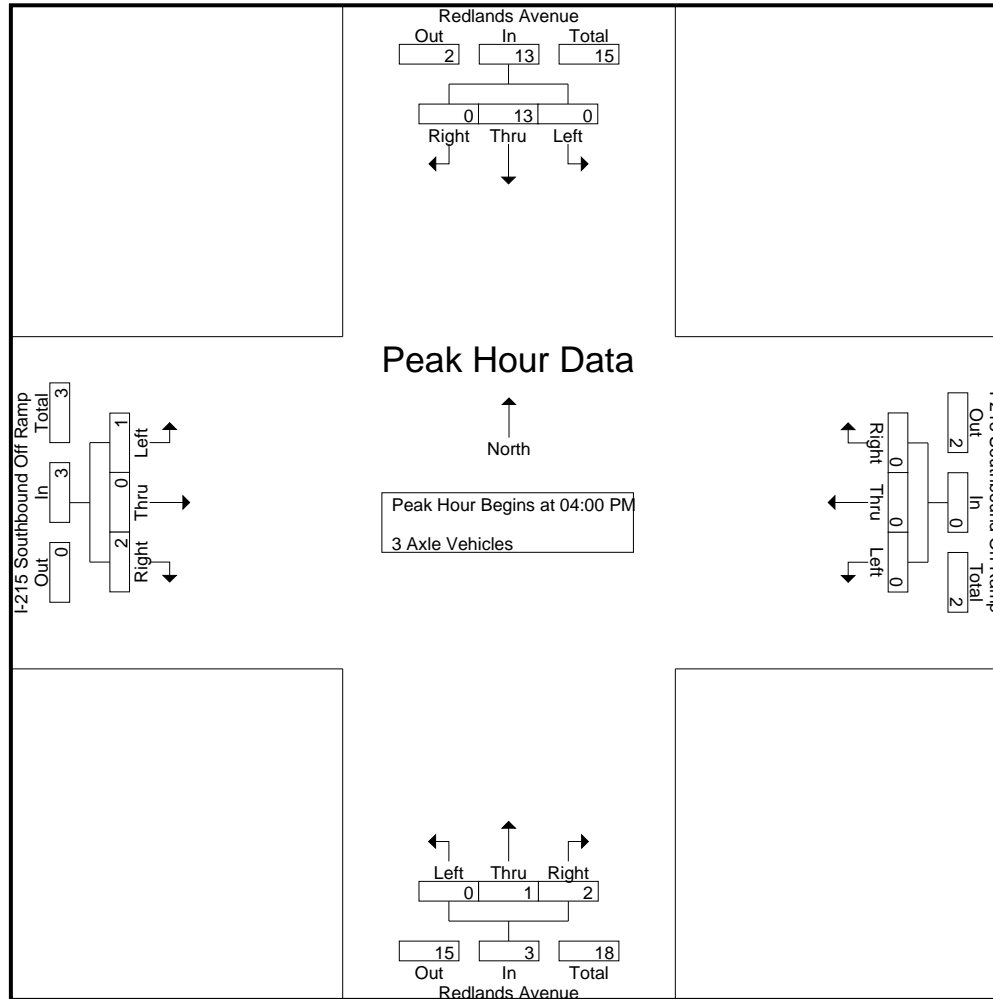 Redlands Avenue
Out In Total
2 13 15
0 13 0
Right Thru Left
Peak Hour Data
North
Peak Hour Begins at 04:00 PM
3 Axle Vehicles
I-215 Southbound Off Ramp
Total In Out
3 3 0
1 0 2
Left Thru Right
Right Thru Left
0 0 0
2 0 2
Out In Total
Southbound On Ramp
Left Thru Right
0 1 2
15 3 18
Out In Total
Redlands Avenue